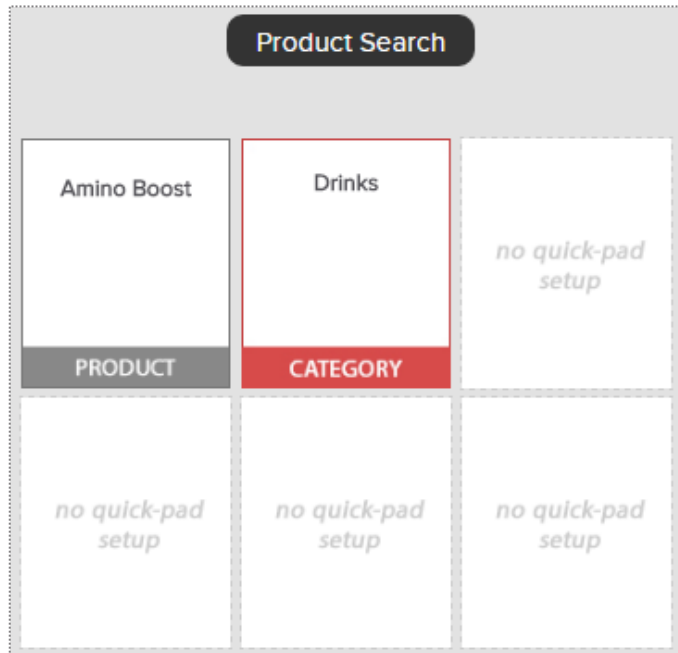 Product Search
Amino Boost
PRODUCT
Drinks
CATEGORY
no quick-pad
setup
no quick-pad
setup
no quick-pad
setup
no quick-pad
setup